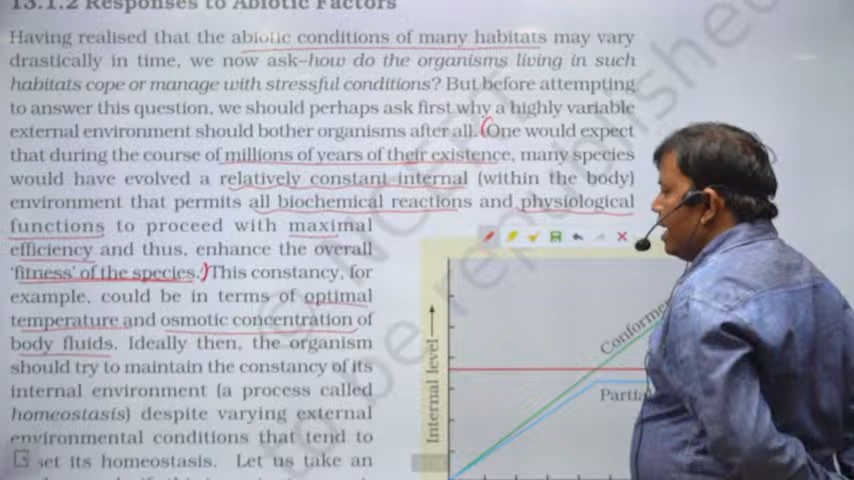 13.1.2 Responses to Abiotic Factors
Having realised that the abiotic conditions of many habitats may vary
drastically in time, we now ask–how do the organisms living in such
habitats cope or manage with stressful conditions? But before attempting
to answer this question, we should perhaps ask first why a highly variable
external environment should bother organisms after all. One would expect
that during the course of millions of years of their existence, many species
would have evolved a relatively constant internal (within the body)
environment that permits all biochemical reactions and physiological
functions to proceed with maximal
efficiency and thus, enhance the overall
‘fitness’ of the species. This constancy, for
example, could be in terms of optimal
temperature and osmotic concentration of
body fluids. Ideally then, the organism
should try to maintain the constancy of its
internal environment (a process called
homeostasis) despite varying external
environmental conditions that tend to
set its homeostasis. Let us take an
Internal level
Conformer
Partia
© NCERT
to be republished